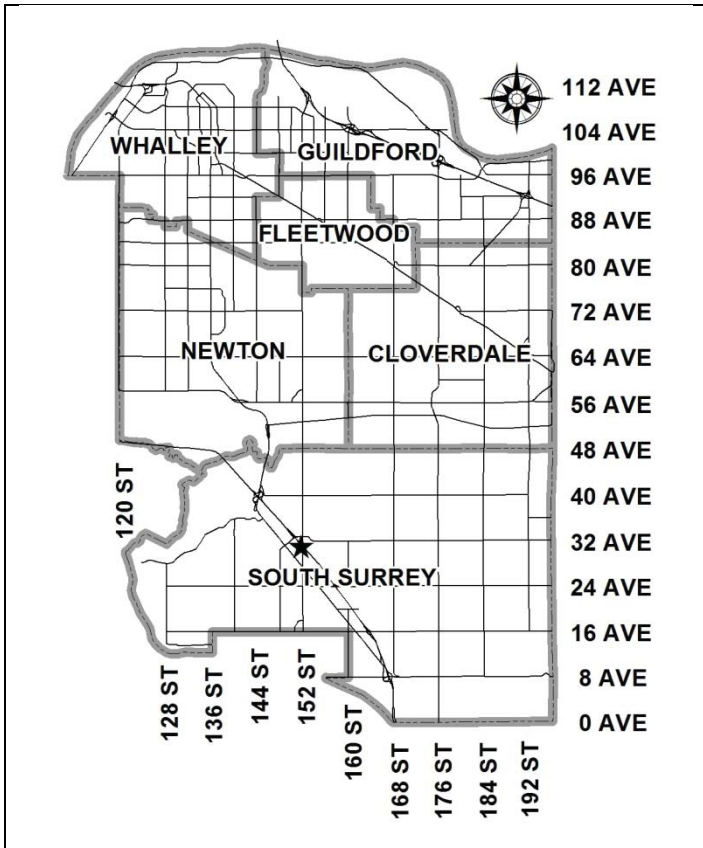 112 AVE
104 AVE
WHALLEY
GUILDFORD
96 AVE
88 AVE
FLEETWOOD
80 AVE
72 AVE
NEWTON
CLOVERDALE
64 AVE
56 AVE
48 AVE
120 ST
40 AVE
32 AVE
SOUTH SURREY
24 AVE
16 AVE
8 AVE
0 AVE
128 ST
136 ST
144 ST
152 ST
160 ST
168 ST
176 ST
184 ST
192 ST